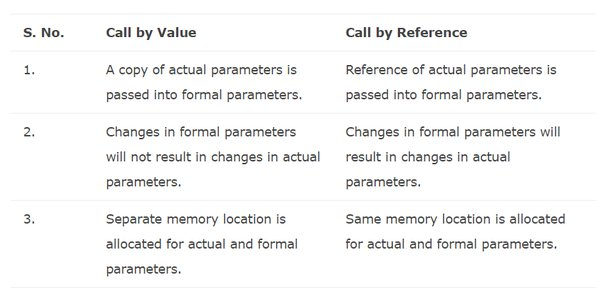 S. No. Call by Value Call by Reference
1. A copy of actual parameters is Reference of actual parameters is
passed into formal parameters. passed into formal parameters.
2. Changes in formal parameters Changes in formal parameters will
will not result in changes in actual result in changes in actual
parameters. parameters.
3. Separate memory location is Same memory location is allocated
allocated for actual and formal for actual and formal parameters.
parameters.